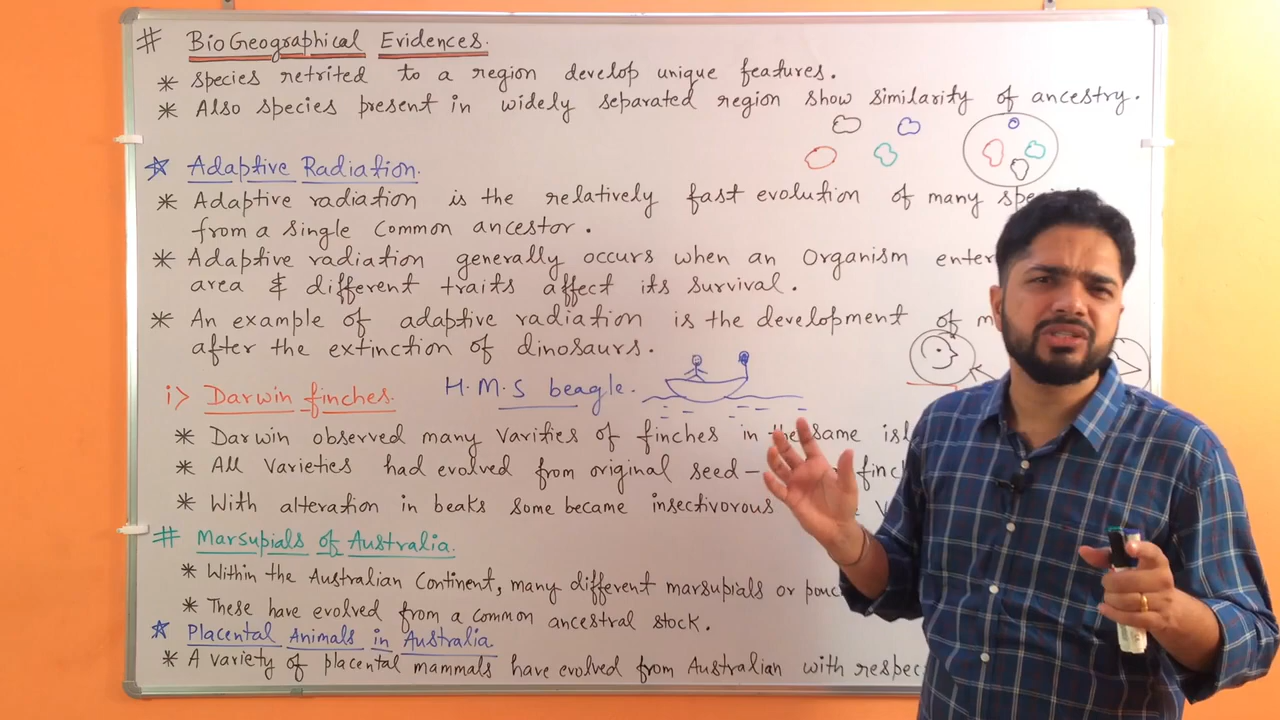 # BioGeographical Evidences.
* species retrited to a region develop unique features.
* Also species present in widely separated region show similarity of ancestry.
☆ Adaptive Radiation.
* Adaptive radiation is the relatively fast evolution of many spe
from a single common ancestor.
* Adaptive radiation generally occurs when an Organism enter
area & different traits affect its survival.
* An example of adaptive radiation is the development of m
after the extinction of dinosaurs.
i> Darwin finches.
H.M.S beagle.
* Darwin observed many Varities of finches in the same isl
* All Varieties had evolved from original seed- finc
* With alteration in beaks some became insectivorous
# Marsupials of Australia.
* Within the Australian Continent, many different marsupials or pouc
* These have evolved from a common ancestral stock.
☆ Placental Animals in Australia
* A variety of placental mammals have evolved from Australian with respec